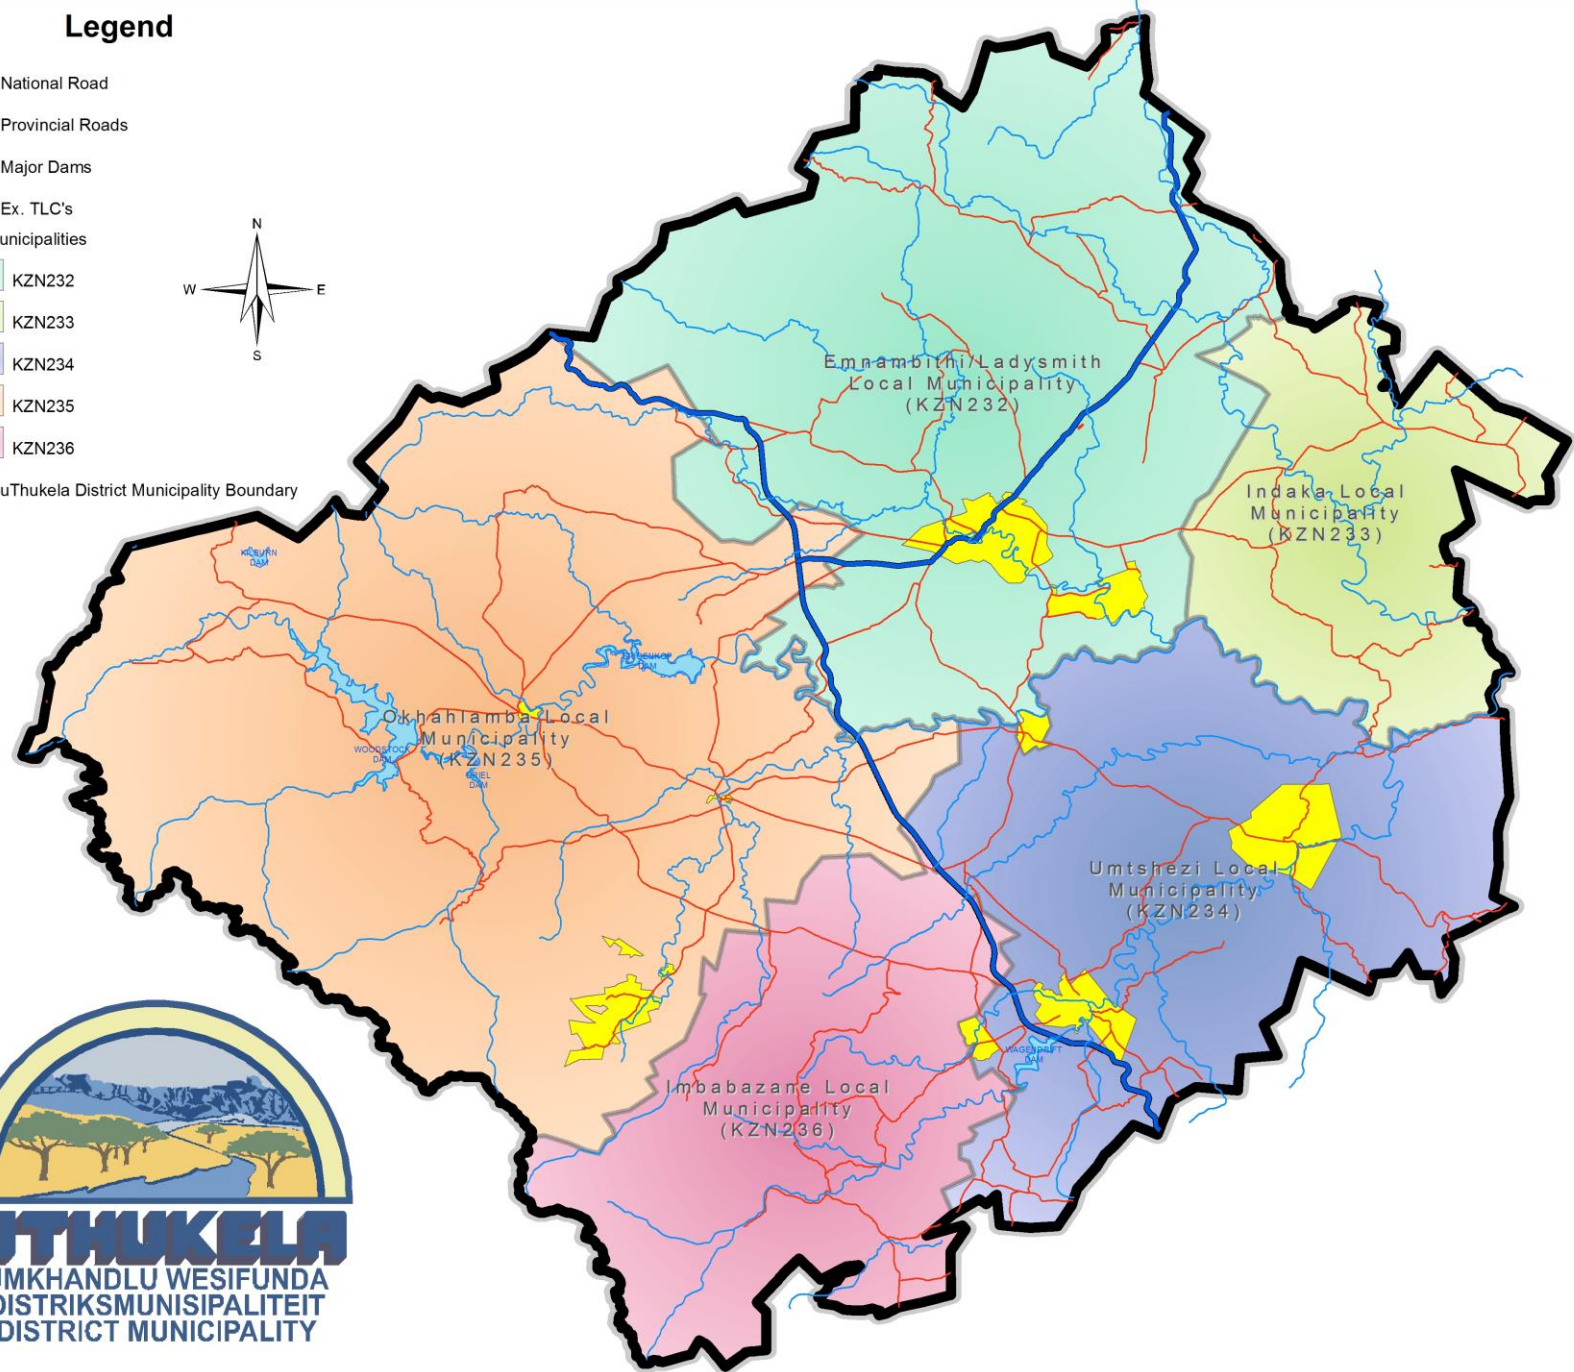 Legend
National Road
Provincial Roads
Major Dams
Ex. TLC's
unicipalities
KZN232
KZN233
KZN234
KZN235
KZN236
uThukela District Municipality Boundary
N
W
E
S
Emnambithi/Ladysmith
Local Municipality
(KZN232)
Indaka Local
Municipality
(KZN233)
KILBURN
DAM
DAM
Okhahlamba Local
Municipality
(KZN235)
WOODSTOCK
DAM
DAM
Umtshezi Local
Municipality
(KZN234)
WAGENDRIFT
DAM
Imbabazane Local
Municipality
(KZN236)
UTHUKELA
UMKHANDLU WESIFUNDA
DISTRIKSMUNISIPALITEIT
DISTRICT MUNICIPALITY